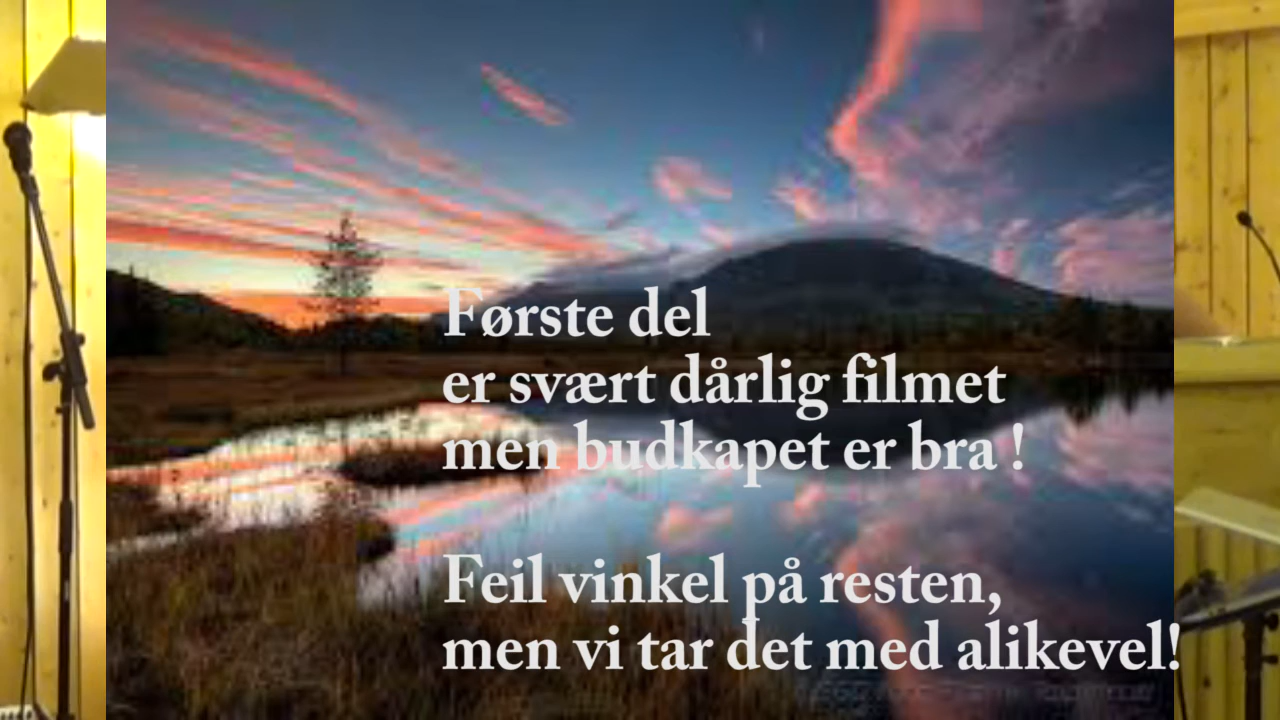 Første del
er svært dårlig filmet
men budkapet er bra !
Feil vinkel på resten,
men vi tar det med alikevel!